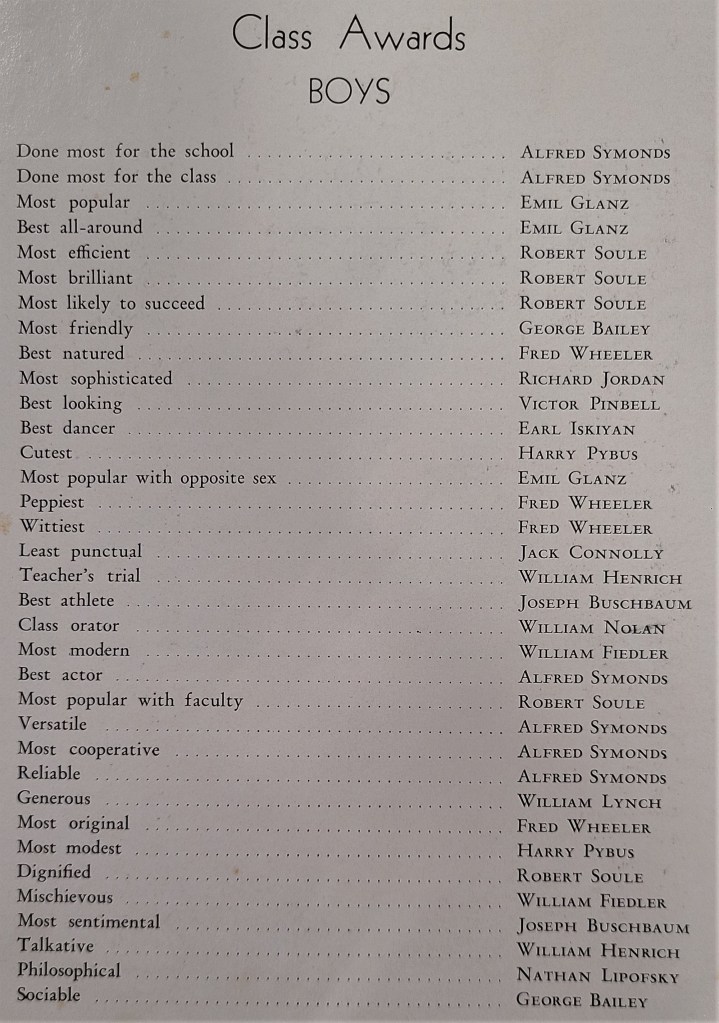 Class Awards
BOYS
Done most for the school ........................ ALFRED SYMONDS
Done most for the class ........................ ALFRED SYMONDS
Most popular ........................ EMIL GLANZ
Best all-around ........................ EMIL GLANZ
Most efficient ........................ ROBERT SOULE
Most brilliant ........................ ROBERT SOULE
Most likely to succeed ........................ ROBERT SOULE
Most friendly ........................ GEORGE BAILEY
Best natured ........................ FRED WHEELER
Most sophisticated ........................ RICHARD JORDAN
Best looking ........................ VICTOR PINBELL
Best dancer ........................ EARL ISKIYAN
Cutest ........................ HARRY PYBUS
Most popular with opposite sex ........................ EMIL GLANZ
Peppiest ........................ FRED WHEELER
Wittiest ........................ FRED WHEELER
Least punctual ........................ JACK CONNOLLY
Teacher's trial ........................ WILLIAM HENRICH
Best athlete ........................ JOSEPH BUSCHBAUM
Class orator ........................ WILLIAM NOLAN
Most modern ........................ WILLIAM FIEDLER
Best actor ........................ ALFRED SYMONDS
Most popular with faculty ........................ ROBERT SOULE
Versatile ........................ ALFRED SYMONDS
Most cooperative ........................ ALFRED SYMONDS
Reliable ........................ ALFRED SYMONDS
Generous ........................ WILLIAM LYNCH
Most original ........................ FRED WHEELER
Most modest ........................ HARRY PYBUS
Dignified ........................ ROBERT SOULE
Mischievous ........................ WILLIAM FIEDLER
Most sentimental ........................ JOSEPH BUSCHBAUM
Talkative ........................ WILLIAM HENRICH
Philosophical ........................ NATHAN LIPOFSKY
Sociable ........................ GEORGE BAILEY